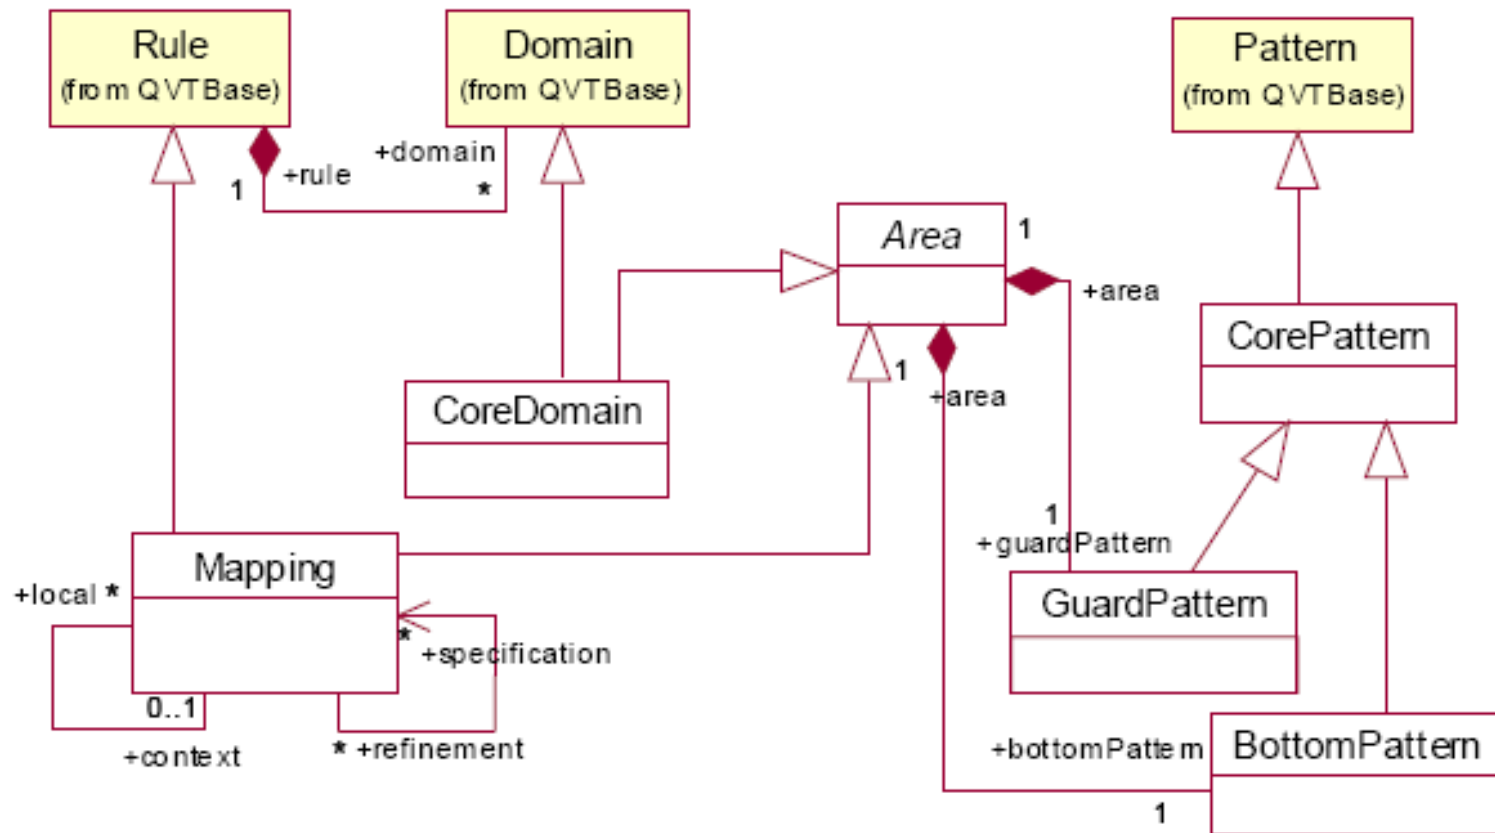 Rule
(from QVTBase)
Domain
(from QVTBase)
Pattern
(from QVTBase)
+domain
*
+rule
1
Area
1
+area
CorePattern
1
+area
CoreDomain
1
+guardPattern
Mapping
+local *
GuardPattern
*
+specification
0..1
+context
* +refinement
+bottomPattern
BottomPattern
1